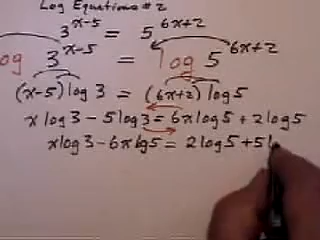 Log Equations #2
3^{x-5} = 5^{6x+2}
log 3^{x-5} = log 5^{6x+2}
(x-5) log 3 = (6x+2) log 5
x log 3 - 5 log 3 = 6x log 5 + 2 log 5
x log 3 - 6x log 5 = 2 log 5 + 5 l